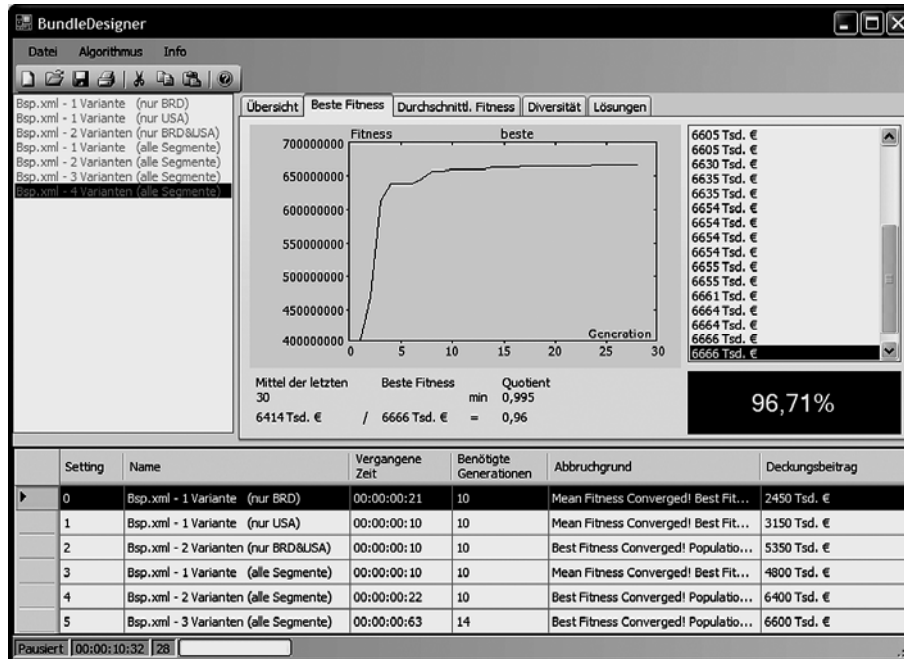 BundleDesigner
Datei Algorithmus Info
Bsp.xml - 1 Variante (nur BRD)
Bsp.xml - 1 Variante (nur USA)
Bsp.xml - 2 Varianten (nur BRD&USA)
Bsp.xml - 1 Variante (alle Segmente)
Bsp.xml - 2 Varianten (alle Segmente)
Bsp.xml - 3 Varianten (alle Segmente)
Bsp.xml - 4 Varianten (alle Segmente)
Übersicht Beste Fitness Durchschnittl. Fitness Diversität Lösungen
Fitness beste
700000000
650000000
600000000
550000000
500000000
450000000
400000000
Generation
0 5 10 15 20 25 30
6605 Tsd. €
6605 Tsd. €
6630 Tsd. €
6635 Tsd. €
6635 Tsd. €
6654 Tsd. €
6654 Tsd. €
6654 Tsd. €
6654 Tsd. €
6655 Tsd. €
6655 Tsd. €
6661 Tsd. €
6664 Tsd. €
6664 Tsd. €
6666 Tsd. €
6666 Tsd. €
Mittel der letzten Beste Fitness Quotient
30 min 0,995
6414 Tsd. € / 6666 Tsd. € = 0,96
96,71%
Setting Name Vergangene Zeit Benötigte Generationen Abbruchgrund Deckungsbeitrag
0 Bsp.xml - 1 Variante (nur BRD) 00:00:00:21 10 Mean Fitness Converged! Best Fit... 2450 Tsd. €
1 Bsp.xml - 1 Variante (nur USA) 00:00:00:10 10 Mean Fitness Converged! Best Fit... 3150 Tsd. €
2 Bsp.xml - 2 Varianten (nur BRD&USA) 00:00:00:10 10 Best Fitness Converged! Populatio... 5350 Tsd. €
3 Bsp.xml - 1 Variante (alle Segmente) 00:00:00:10 10 Mean Fitness Converged! Best Fit... 4800 Tsd. €
4 Bsp.xml - 2 Varianten (alle Segmente) 00:00:00:22 10 Best Fitness Converged! Populatio... 6400 Tsd. €
5 Bsp.xml - 3 Varianten (alle Segmente) 00:00:00:63 14 Best Fitness Converged! Populatio... 6600 Tsd. €
Pausiert 00:00:10:32 28